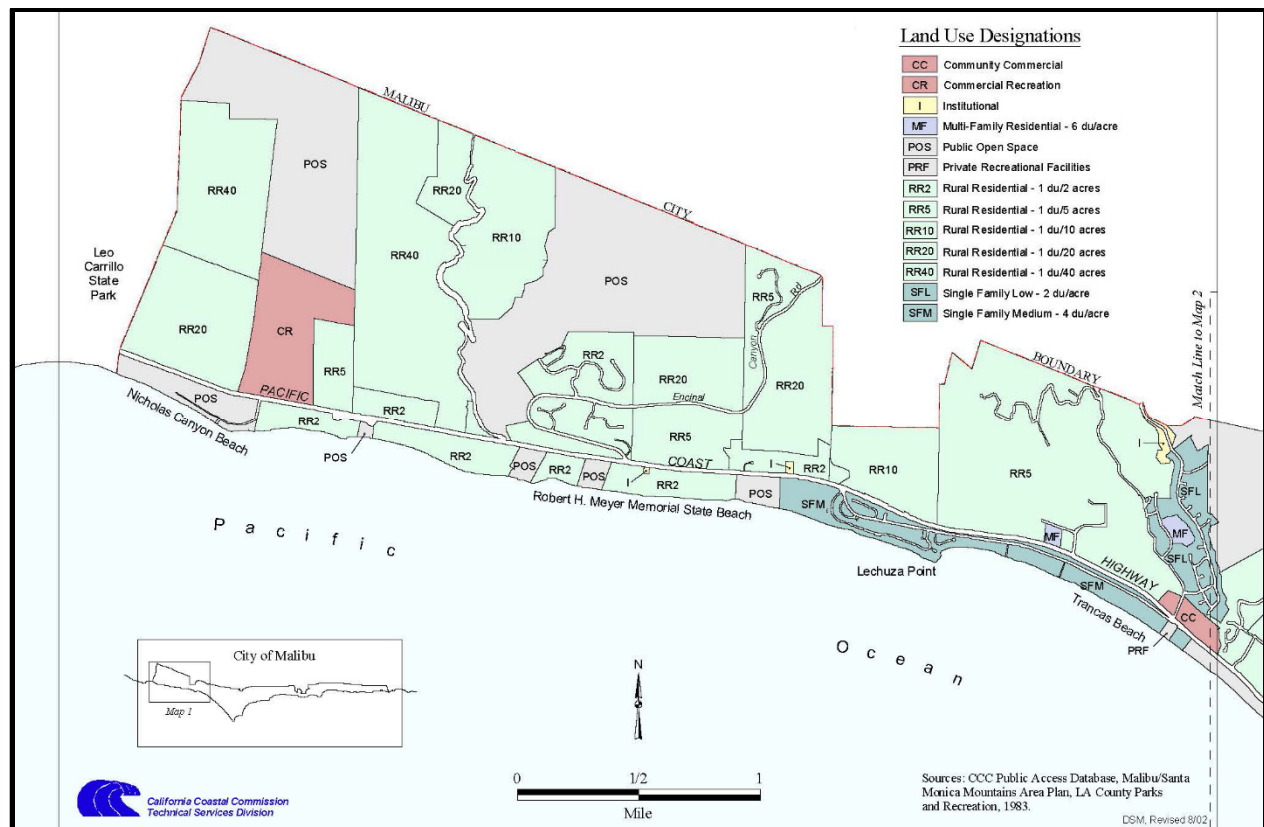 Land Use Designations
CC Community Commercial
CR Commercial Recreation
I Institutional
MF Multi-Family Residential - 6 du/acre
POS Public Open Space
PRF Private Recreational Facilities
RR2 Rural Residential - 1 du/2 acres
RR5 Rural Residential - 1 du/5 acres
RR10 Rural Residential - 1 du/10 acres
RR20 Rural Residential - 1 du/20 acres
RR40 Rural Residential - 1 du/40 acres
SFL Single Family Low - 2 du/acre
SFM Single Family Medium - 4 du/acre
MALIBU
CITY
BOUNDARY
Match Line to Map 2
POS
RR40
RR20
RR10
RR40
Leo
Carrillo
State
Park
POS
RR5
Rd
Canyon
RR20
CR
RR2
RR5
RR20
RR20
Encinal
PACIFIC
POS
RR2
RR2
Nicholas Canyon Beach
POS
RR2
RR5
COAST
I
RR2
RR10
RR5
I
SFL
POS
RR2
POS
I
RR2
POS
SFM
Robert H. Meyer Memorial State Beach
MF
MF
SFL
HIGHWAY
Lechuza Point
SFM
Trancas Beach
CC
PRF
Pacific
Ocean
City of Malibu
Map 1
N
0 1/2 1
Mile
California Coastal Commission
Technical Services Division
Sources: CCC Public Access Database, Malibu/Santa
Monica Mountains Area Plan, LA County Parks
and Recreation, 1983.
DSM, Revised 8/02